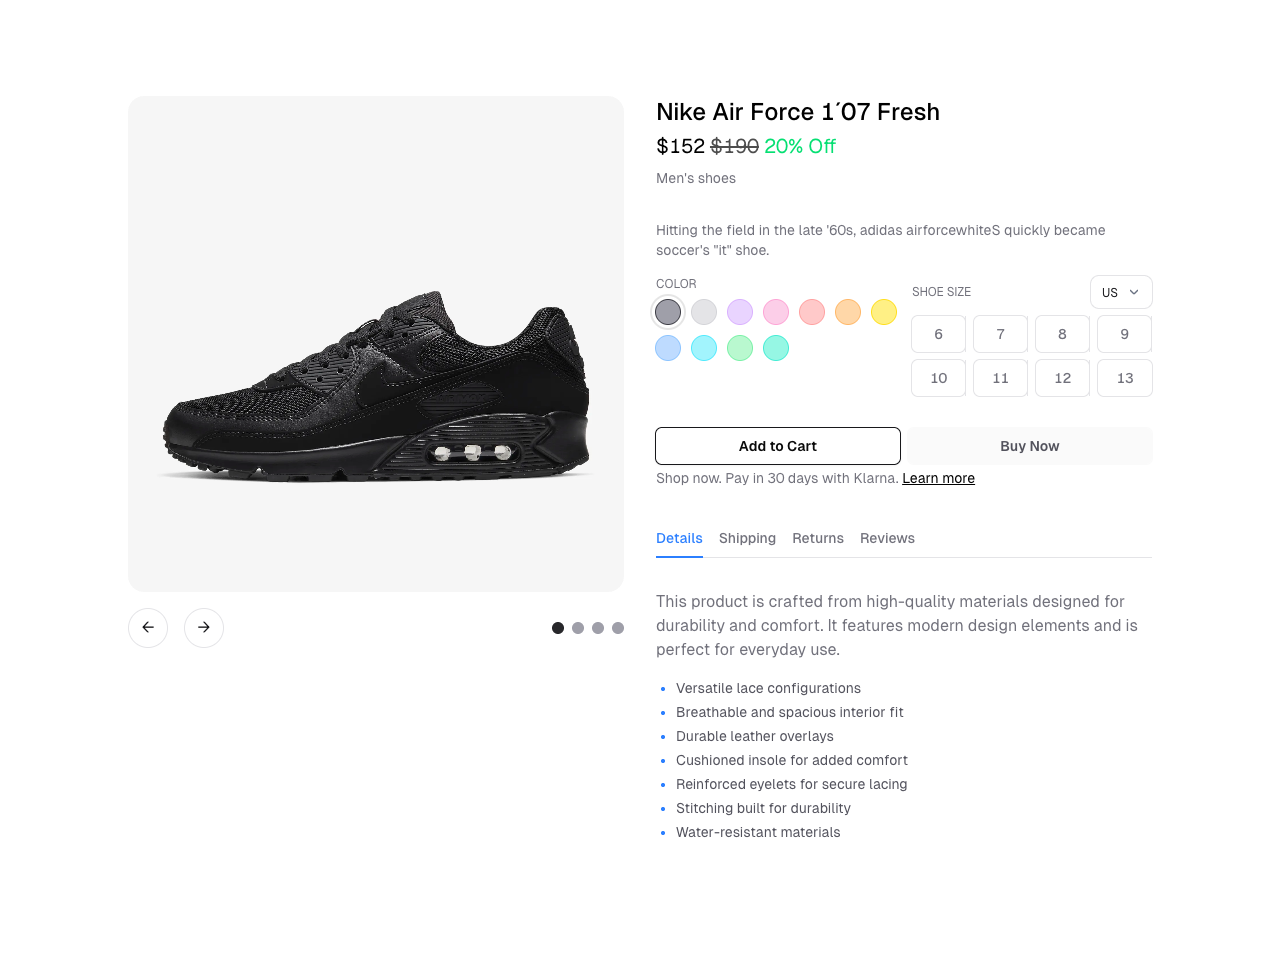 Nike Air Force 1´07 Fresh
$152 $190 20% Off
Men's shoes
Hitting the field in the late '60s, adidas airforcewhiteS quickly became
soccer's "it" shoe.
COLOR
SHOE SIZE
US
6 7 8 9
10 11 12 13
Add to Cart
Buy Now
Shop now. Pay in 30 days with Klarna. Learn more
Details Shipping Returns Reviews
This product is crafted from high-quality materials designed for
durability and comfort. It features modern design elements and is
perfect for everyday use.
Versatile lace configurations
Breathable and spacious interior fit
Durable leather overlays
Cushioned insole for added comfort
Reinforced eyelets for secure lacing
Stitching built for durability
Water-resistant materials